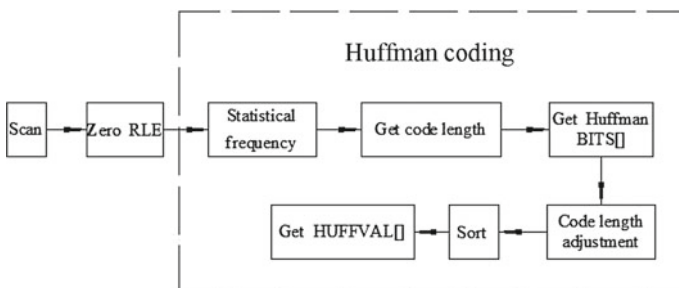 Huffman coding
Scan
Zero RLE
Statistical
frequency
Get code length
Get Huffman
BITS[]
Code length
adjustment
Sort
Get HUFFVAL[]